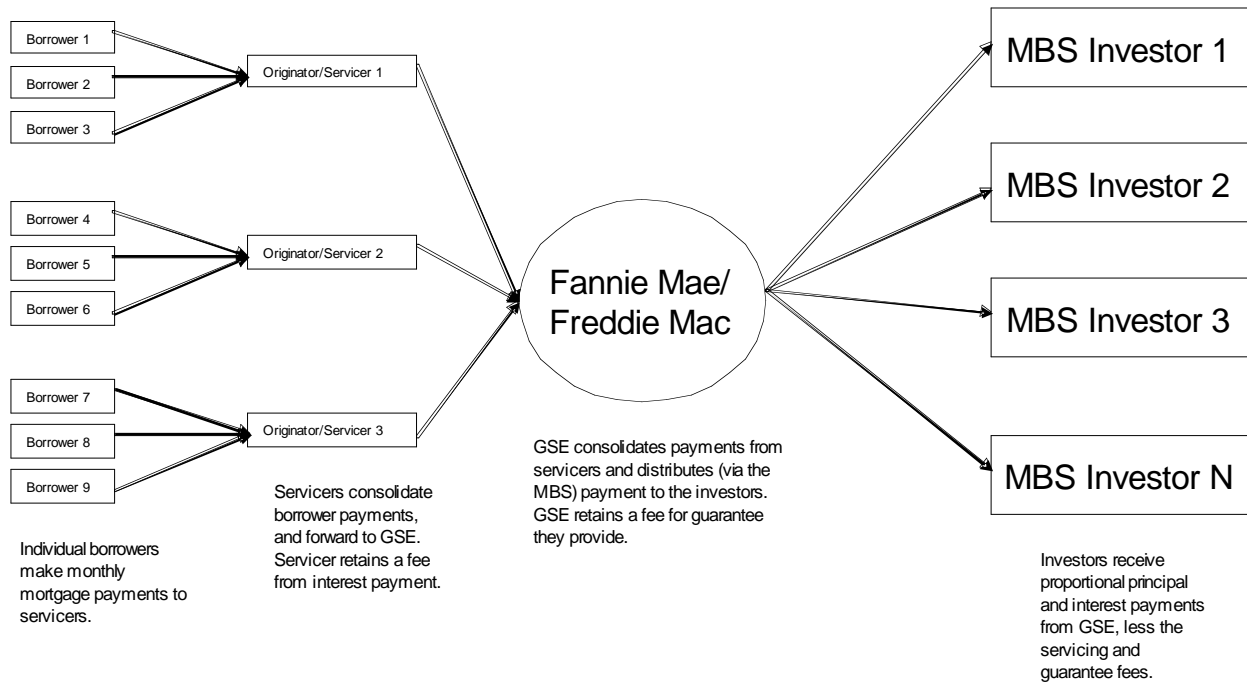 Borrower 1
Borrower 2
Borrower 3
Originator/Servicer 1
Borrower 4
Borrower 5
Borrower 6
Originator/Servicer 2
Borrower 7
Borrower 8
Borrower 9
Originator/Servicer 3
Fannie Mae/
Freddie Mac
MBS Investor 1
MBS Investor 2
MBS Investor 3
MBS Investor N
Individual borrowers
make monthly
mortgage payments to
servicers.
Servicers consolidate
borrower payments,
and forward to GSE.
Servicer retains a fee
from interest payment.
GSE consolidates payments from
servicers and distributes (via the
MBS) payment to the investors.
GSE retains a fee for guarantee
they provide.
Investors receive
proportional principal
and interest payments
from GSE, less the
servicing and
guarantee fees.